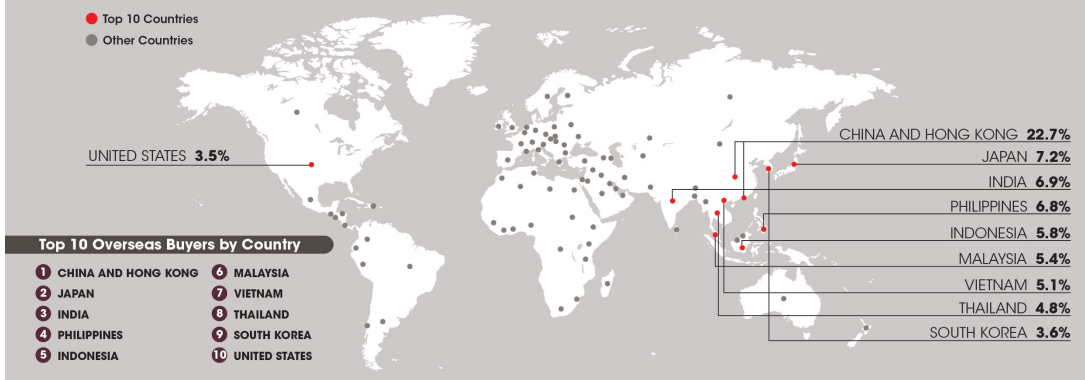 Top 10 Countries
Other Countries
UNITED STATES 3.5%
CHINA AND HONG KONG 22.7%
JAPAN 7.2%
INDIA 6.9%
PHILIPPINES 6.8%
INDONESIA 5.8%
MALAYSIA 5.4%
VIETNAM 5.1%
THAILAND 4.8%
SOUTH KOREA 3.6%
Top 10 Overseas Buyers by Country
1 CHINA AND HONG KONG
2 JAPAN
3 INDIA
4 PHILIPPINES
5 INDONESIA
6 MALAYSIA
7 VIETNAM
8 THAILAND
9 SOUTH KOREA
10 UNITED STATES